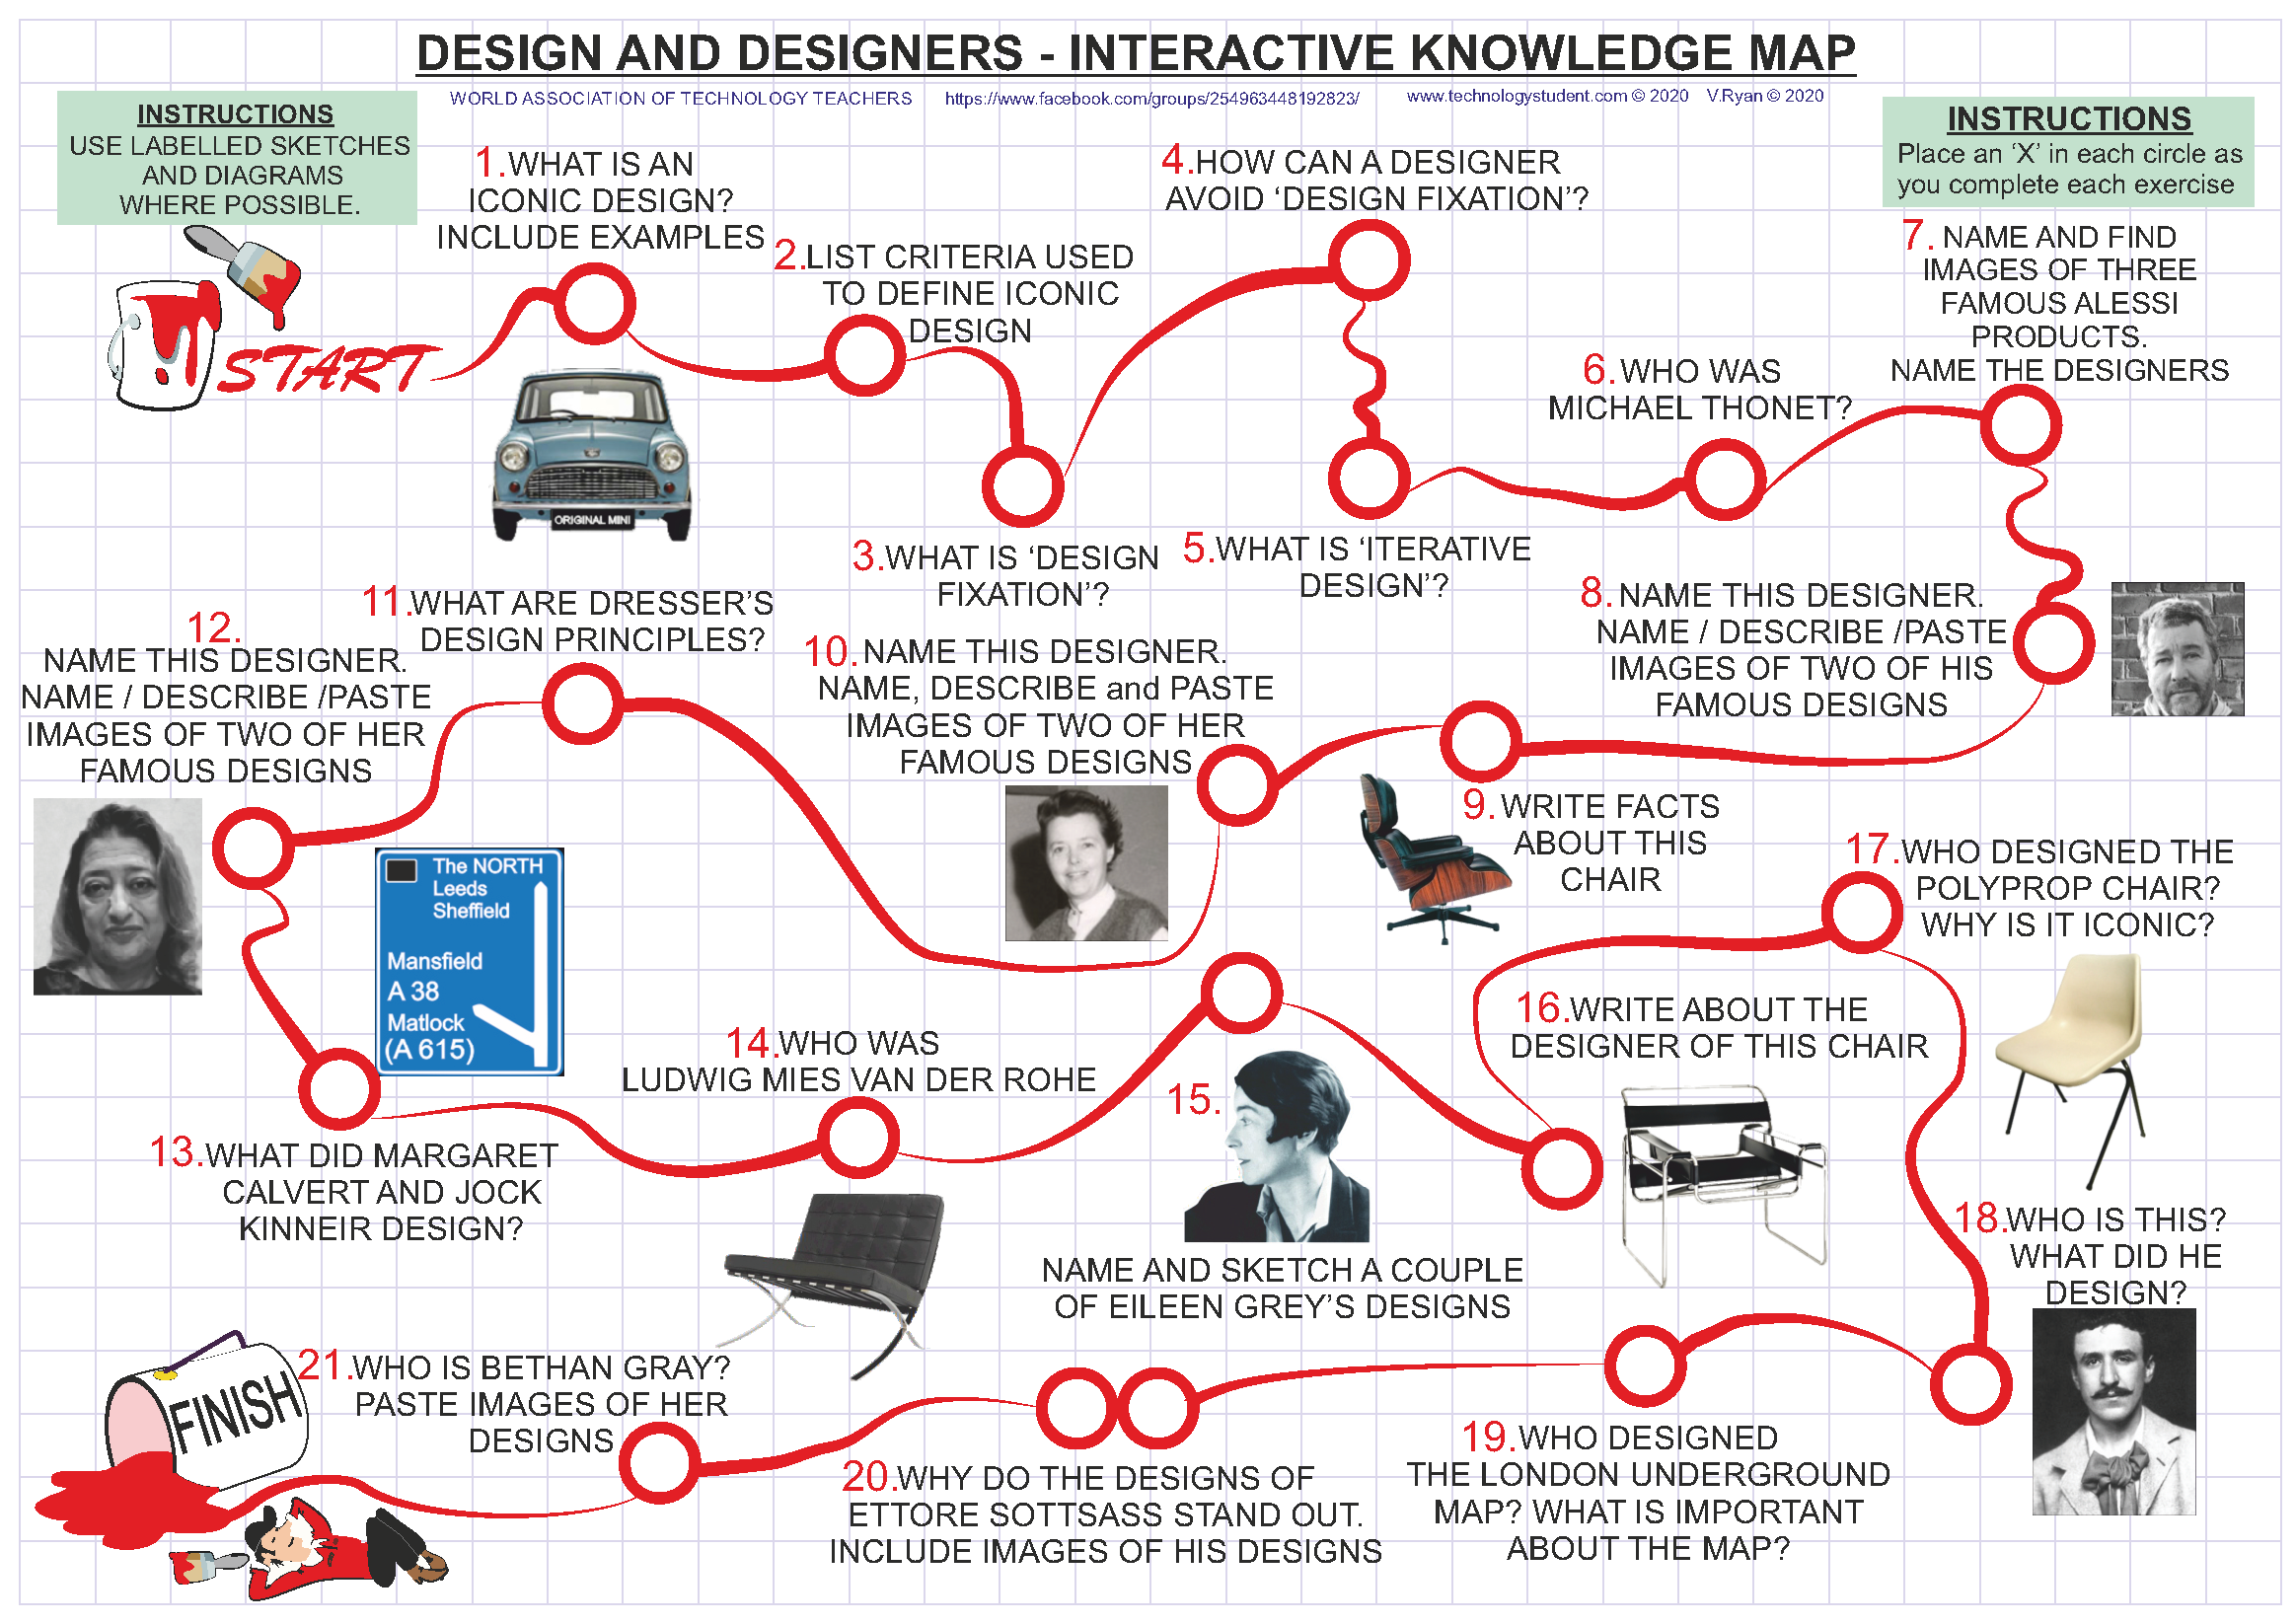 DESIGN AND DESIGNERS - INTERACTIVE KNOWLEDGE MAP
WORLD ASSOCIATION OF TECHNOLOGY TEACHERS https://www.facebook.com/groups/254963448192823/ www.technologystudent.com © 2020 V.Ryan © 2020
INSTRUCTIONS
USE LABELLED SKETCHES
AND DIAGRAMS
WHERE POSSIBLE.
INSTRUCTIONS
Place an ‘X’ in each circle as
you complete each exercise
START
1.WHAT IS AN
ICONIC DESIGN?
INCLUDE EXAMPLES
ORIGINAL MINI
2.LIST CRITERIA USED
TO DEFINE ICONIC
DESIGN
3.WHAT IS ‘DESIGN
FIXATION’?
4.HOW CAN A DESIGNER
AVOID ‘DESIGN FIXATION’?
5.WHAT IS ‘ITERATIVE
DESIGN’?
6.WHO WAS
MICHAEL THONET?
7. NAME AND FIND
IMAGES OF THREE
FAMOUS ALESSI
PRODUCTS.
NAME THE DESIGNERS
8. NAME THIS DESIGNER.
NAME / DESCRIBE /PASTE
IMAGES OF TWO OF HIS
FAMOUS DESIGNS
9.WRITE FACTS
ABOUT THIS
CHAIR
10. NAME THIS DESIGNER.
NAME, DESCRIBE and PASTE
IMAGES OF TWO OF HER
FAMOUS DESIGNS
11.WHAT ARE DRESSER’S
DESIGN PRINCIPLES?
12.
NAME THIS DESIGNER.
NAME / DESCRIBE /PASTE
IMAGES OF TWO OF HER
FAMOUS DESIGNS
The NORTH
Leeds
Sheffield
Mansfield
A 38
Matlock
(A 615)
13.WHAT DID MARGARET
CALVERT AND JOCK
KINNEIR DESIGN?
14.WHO WAS
LUDWIG MIES VAN DER ROHE
15.
NAME AND SKETCH A COUPLE
OF EILEEN GREY’S DESIGNS
16.WRITE ABOUT THE
DESIGNER OF THIS CHAIR
17.WHO DESIGNED THE
POLYPROP CHAIR?
WHY IS IT ICONIC?
18.WHO IS THIS?
WHAT DID HE
DESIGN?
19.WHO DESIGNED
THE LONDON UNDERGROUND
MAP? WHAT IS IMPORTANT
ABOUT THE MAP?
20.WHY DO THE DESIGNS OF
ETTORE SOTTSASS STAND OUT.
INCLUDE IMAGES OF HIS DESIGNS
21.WHO IS BETHAN GRAY?
PASTE IMAGES OF HER
DESIGNS
FINISH